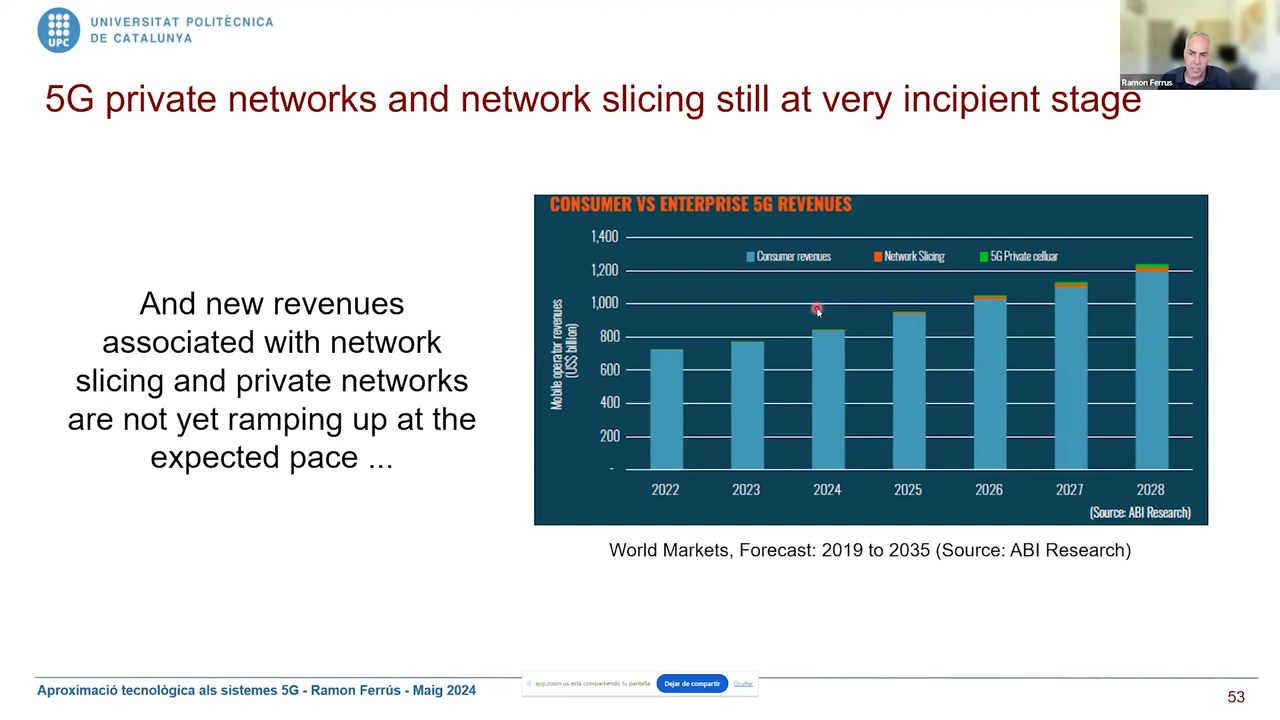 UNIVERSITAT POLITÈCNICA
DE CATALUNYA
UPC
Ramon Ferrus
5G private networks and network slicing still at very incipient stage
And new revenues
associated with network
slicing and private networks
are not yet ramping up at the
expected pace ...
CONSUMER VS ENTERPRISE 5G REVENUES
Mobile operator revenues
(US$ billion)
1,400
1,200
1,000
800
600
400
200
-
Consumer revenues
Network Slicing
5G Private celluar
2022 2023 2024 2025 2026 2027 2028
(Source: ABI Research)
World Markets, Forecast: 2019 to 2035 (Source: ABI Research)
Aproximació tecnològica als sistemes 5G - Ramon Ferrús - Maig 2024
app.zoom.us está compartiendo tu pantalla.
Dejar de compartir
Ocultar
53